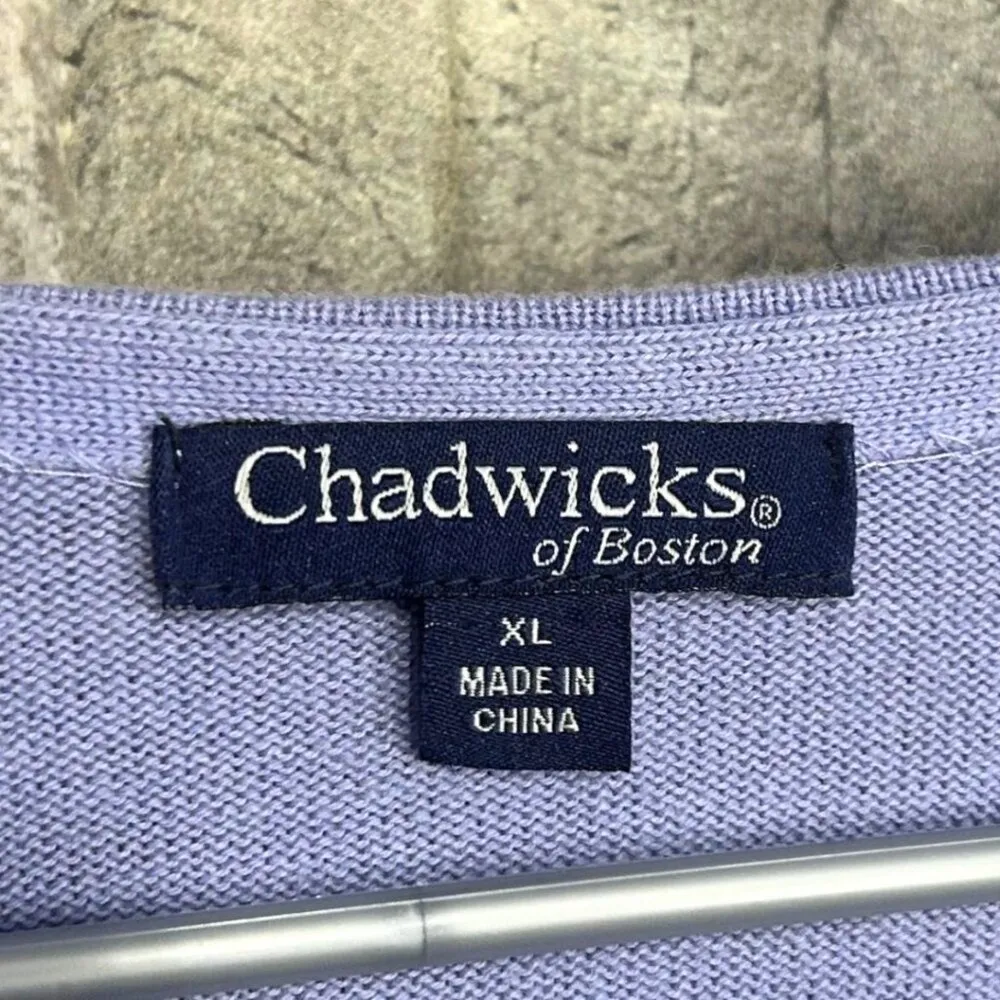 Chadwicks®
of Boston
XL
MADE IN
CHINA